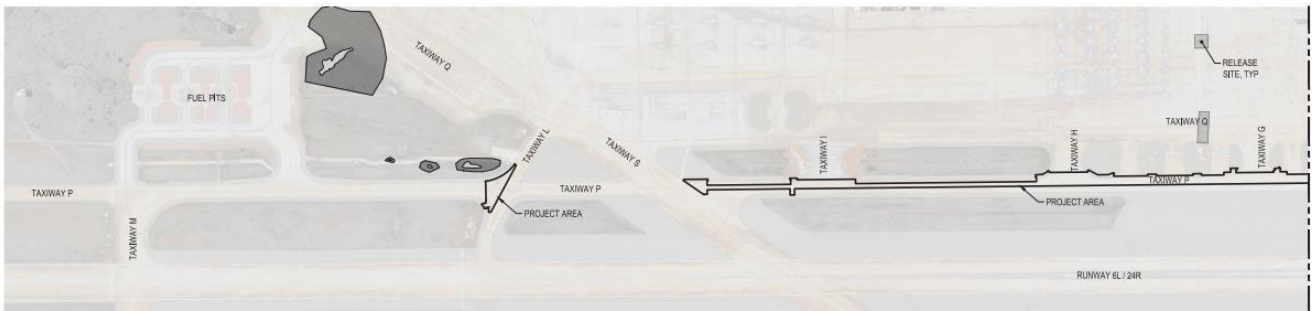 TAXIWAY Q
RELEASE
SITE, TYP
FUEL PITS
TAXIWAY Q
TAXIWAY L
TAXIWAY S
TAXIWAY I
TAXIWAY H
TAXIWAY G
TAXIWAY P
TAXIWAY P
TAXIWAY P
PROJECT AREA
PROJECT AREA
TAXIWAY M
RUNWAY 6L / 24R